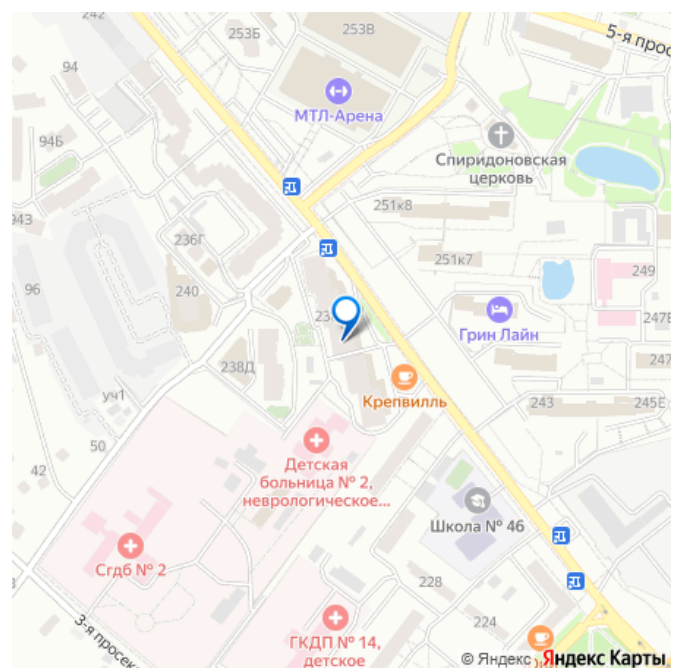 242
253Б
253В
5-я прос
94
МТЛ-Арена
94Б
Спиридоновская
церковь
251к8
943
236Г
251к7
249
96
240
247Е
Грин Лайн
238Д
247
уч1
Крепвилль
243
245Е
50
Детская
больница № 2,
неврологическое...
42
Школа № 46
Сгдб № 2
228
3-я просек
224
ГКДП № 14,
детское
© Яндекс Яндекс Карты